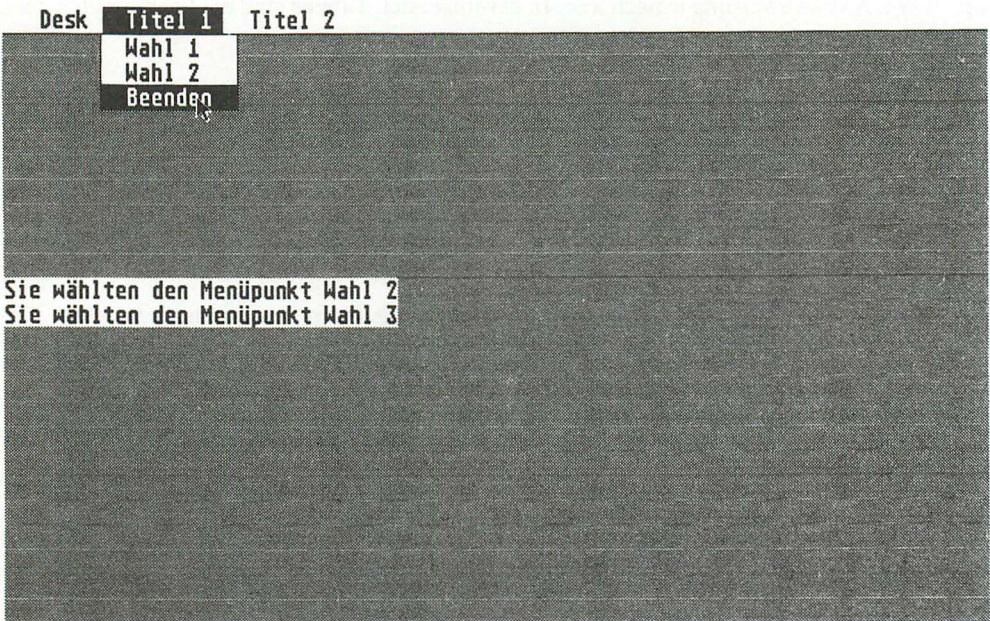 Desk Titel 1 Titel 2
Wahl 1
Wahl 2
Beenden
Sie wählten den Menüpunkt Wahl 2
Sie wählten den Menüpunkt Wahl 3